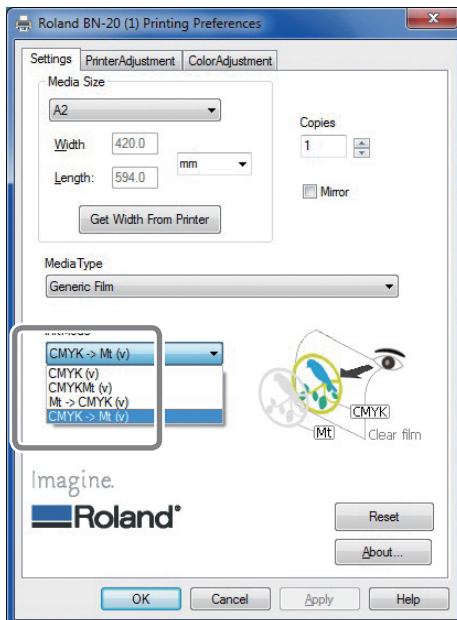 Roland BN-20 (1) Printing Preferences
Settings PrinterAdjustment ColorAdjustment
Media Size
A2
Width 420.0
mm
Length: 594.0
Get Width From Printer
Copies
1
Mirror
MediaType
Generic Film
CMYK -> Mt (v)
CMYK (v)
CMYKMt (v)
Mt -> CMYK (v)
CMYK -> Mt (v)
CMYK
Mt
Clear film
Imagine.
Roland®
Reset
About...
OK Cancel Apply Help